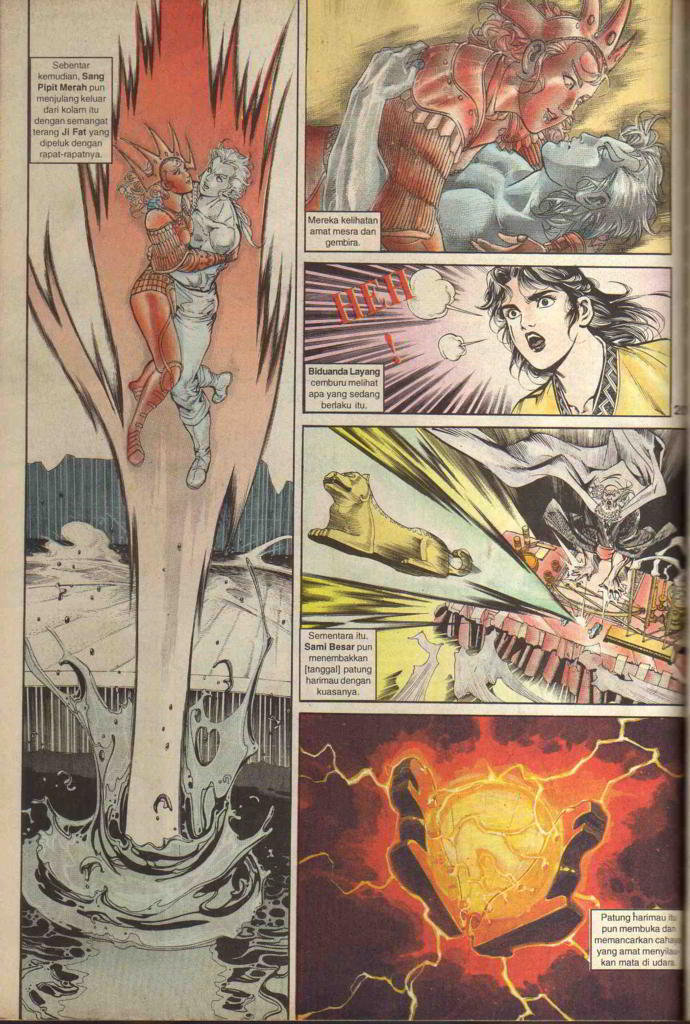 Sebentar
kemudian, Sang
Pipit Merah pun
menjulang keluar
dari kolam itu
dengan semangat
terang Ji Fat yang
dipeluk dengan
rapat-rapatnya.
Mereka kelihatan
amat mesra dan
gembira.
HEH
!
Biduanda Layang
cemburu melihat
apa yang sedang
berlaku itu.
Sementara itu.
Sami Besar pun
menembakkan
[tanggal] patung
harimau dengan
kuasanya.
Patung harimau itu
pun membuka dan
memancarkan cahaya
yang amat menyilau-
kan mata di udara.